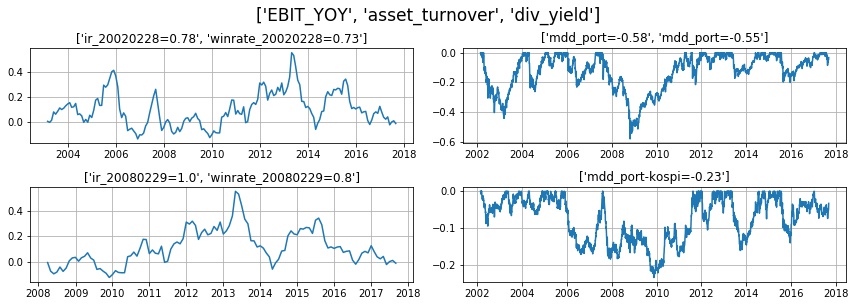 ['EBIT_YOY', 'asset_turnover', 'div_yield']
['ir_20020228=0.78', 'winrate_20020228=0.73']
0.4
0.2
0.0
2004 2006 2008 2010 2012 2014 2016 2018
['mdd_port=-0.58', 'mdd_port=-0.55']
0.0
−0.2
−0.4
−0.6
2002 2004 2006 2008 2010 2012 2014 2016 2018
['ir_20080229=1.0', 'winrate_20080229=0.8']
0.4
0.2
0.0
2008 2009 2010 2011 2012 2013 2014 2015 2016 2017 2018
['mdd_port-kospi=-0.23']
0.0
−0.1
−0.2
2002 2004 2006 2008 2010 2012 2014 2016 2018